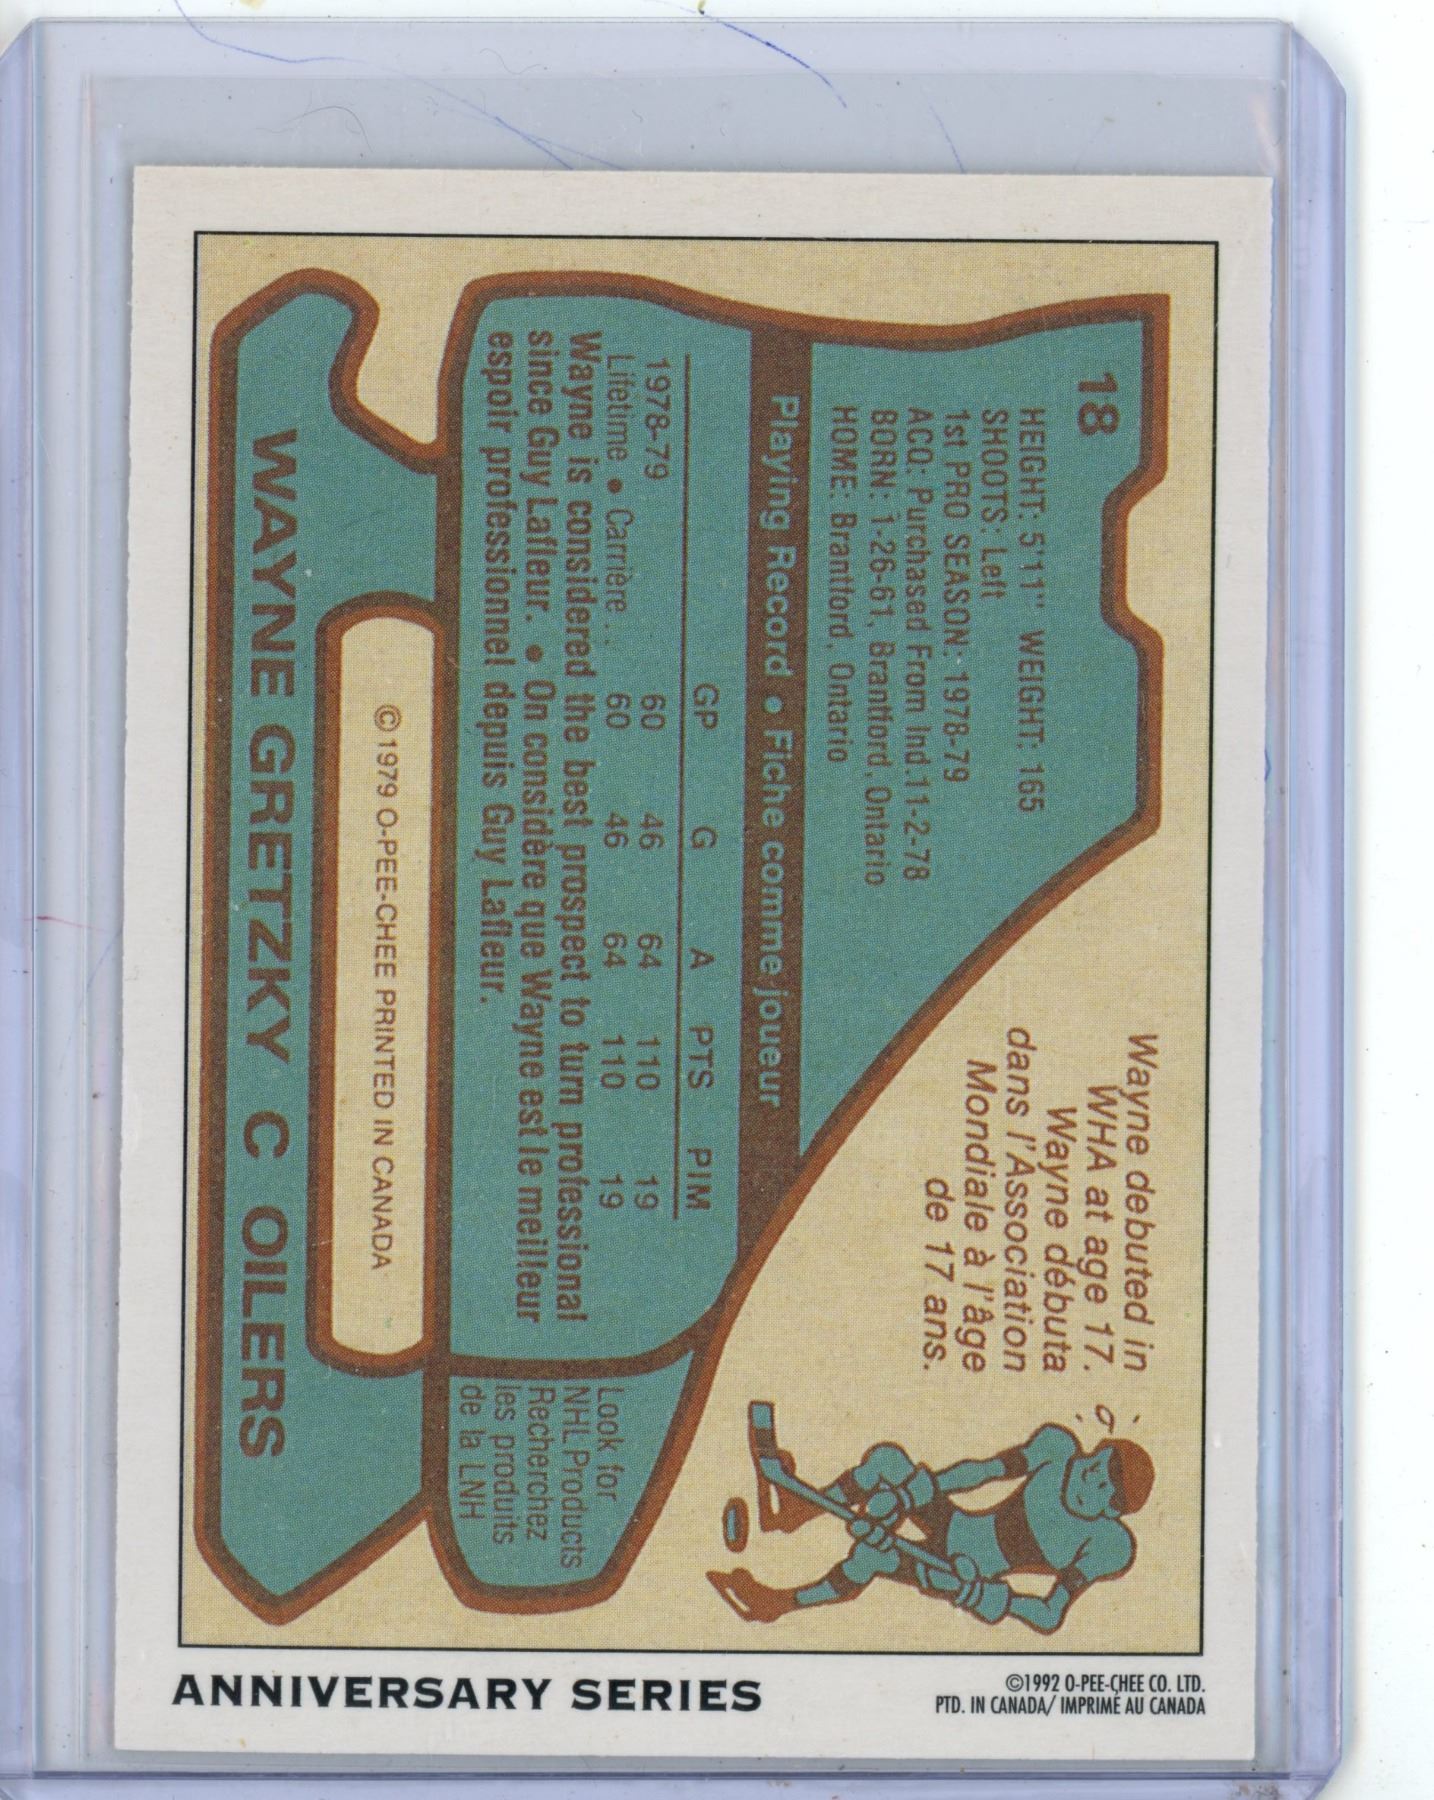 18
HEIGHT: 5'11" WEIGHT: 165
SHOOTS: Left
1st PRO SEASON: 1978-79
ACQ: Purchased From Ind.11-2-78
BORN: 1-26-61, Brantford, Ontario
HOME: Brantford, Ontario
Wayne debuted in
WHA at age 17.
Wayne débuta
dans l'Association
Mondiale à l'âge
de 17 ans.
Playing Record • Fiche comme joueur
GP G A PTS PIM
1978-79 60 46 64 110 19
Lifetime • Carrière . . 60 46 64 110 19
Wayne is considered the best prospect to turn professional
since Guy Lafleur. • On considère que Wayne est le meilleur
espoir professionnel depuis Guy Lafleur.
Look for
NHL Products
Recherchez
les produits
de la LNH
©1979 O-PEE-CHEE PRINTED IN CANADA
WAYNE GRETZKY C OILERS
ANNIVERSARY SERIES
©1992 O-PEE-CHEE CO. LTD.
PTD. IN CANADA/ IMPRIMÉ AU CANADA